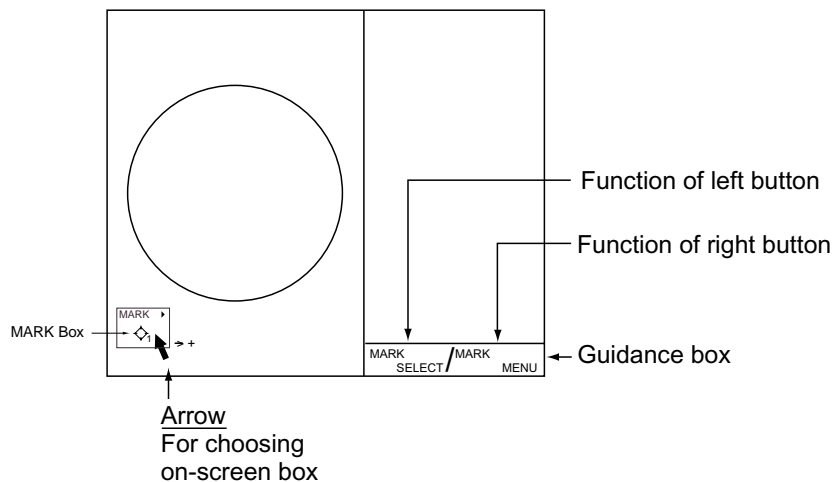 Function of left button
Function of right button
MARK
MARK Box
1
+
MARK
SELECT
/
MARK
MENU
Guidance box
Arrow
For choosing
on-screen box